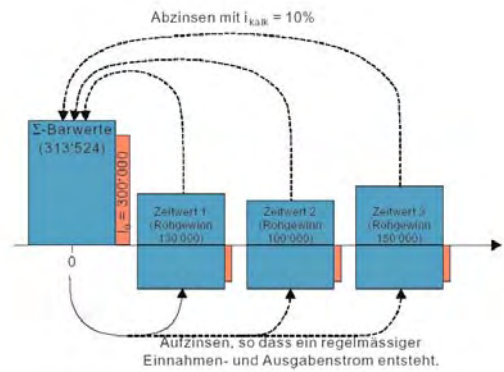 Abzinsen mit i kalk = 10%
Σ-Barwerte
(313'524)
I₀ = 300'000
Zeitwert 1
(Rohgewinn
130'000)
Zeitwert 2
(Rohgewinn
100'000)
Zeitwert 3
(Rohgewinn
150'000)
0
Aufzinsen, so dass ein regelmässiger
Einnahmen- und Ausgabenstrom entsteht.